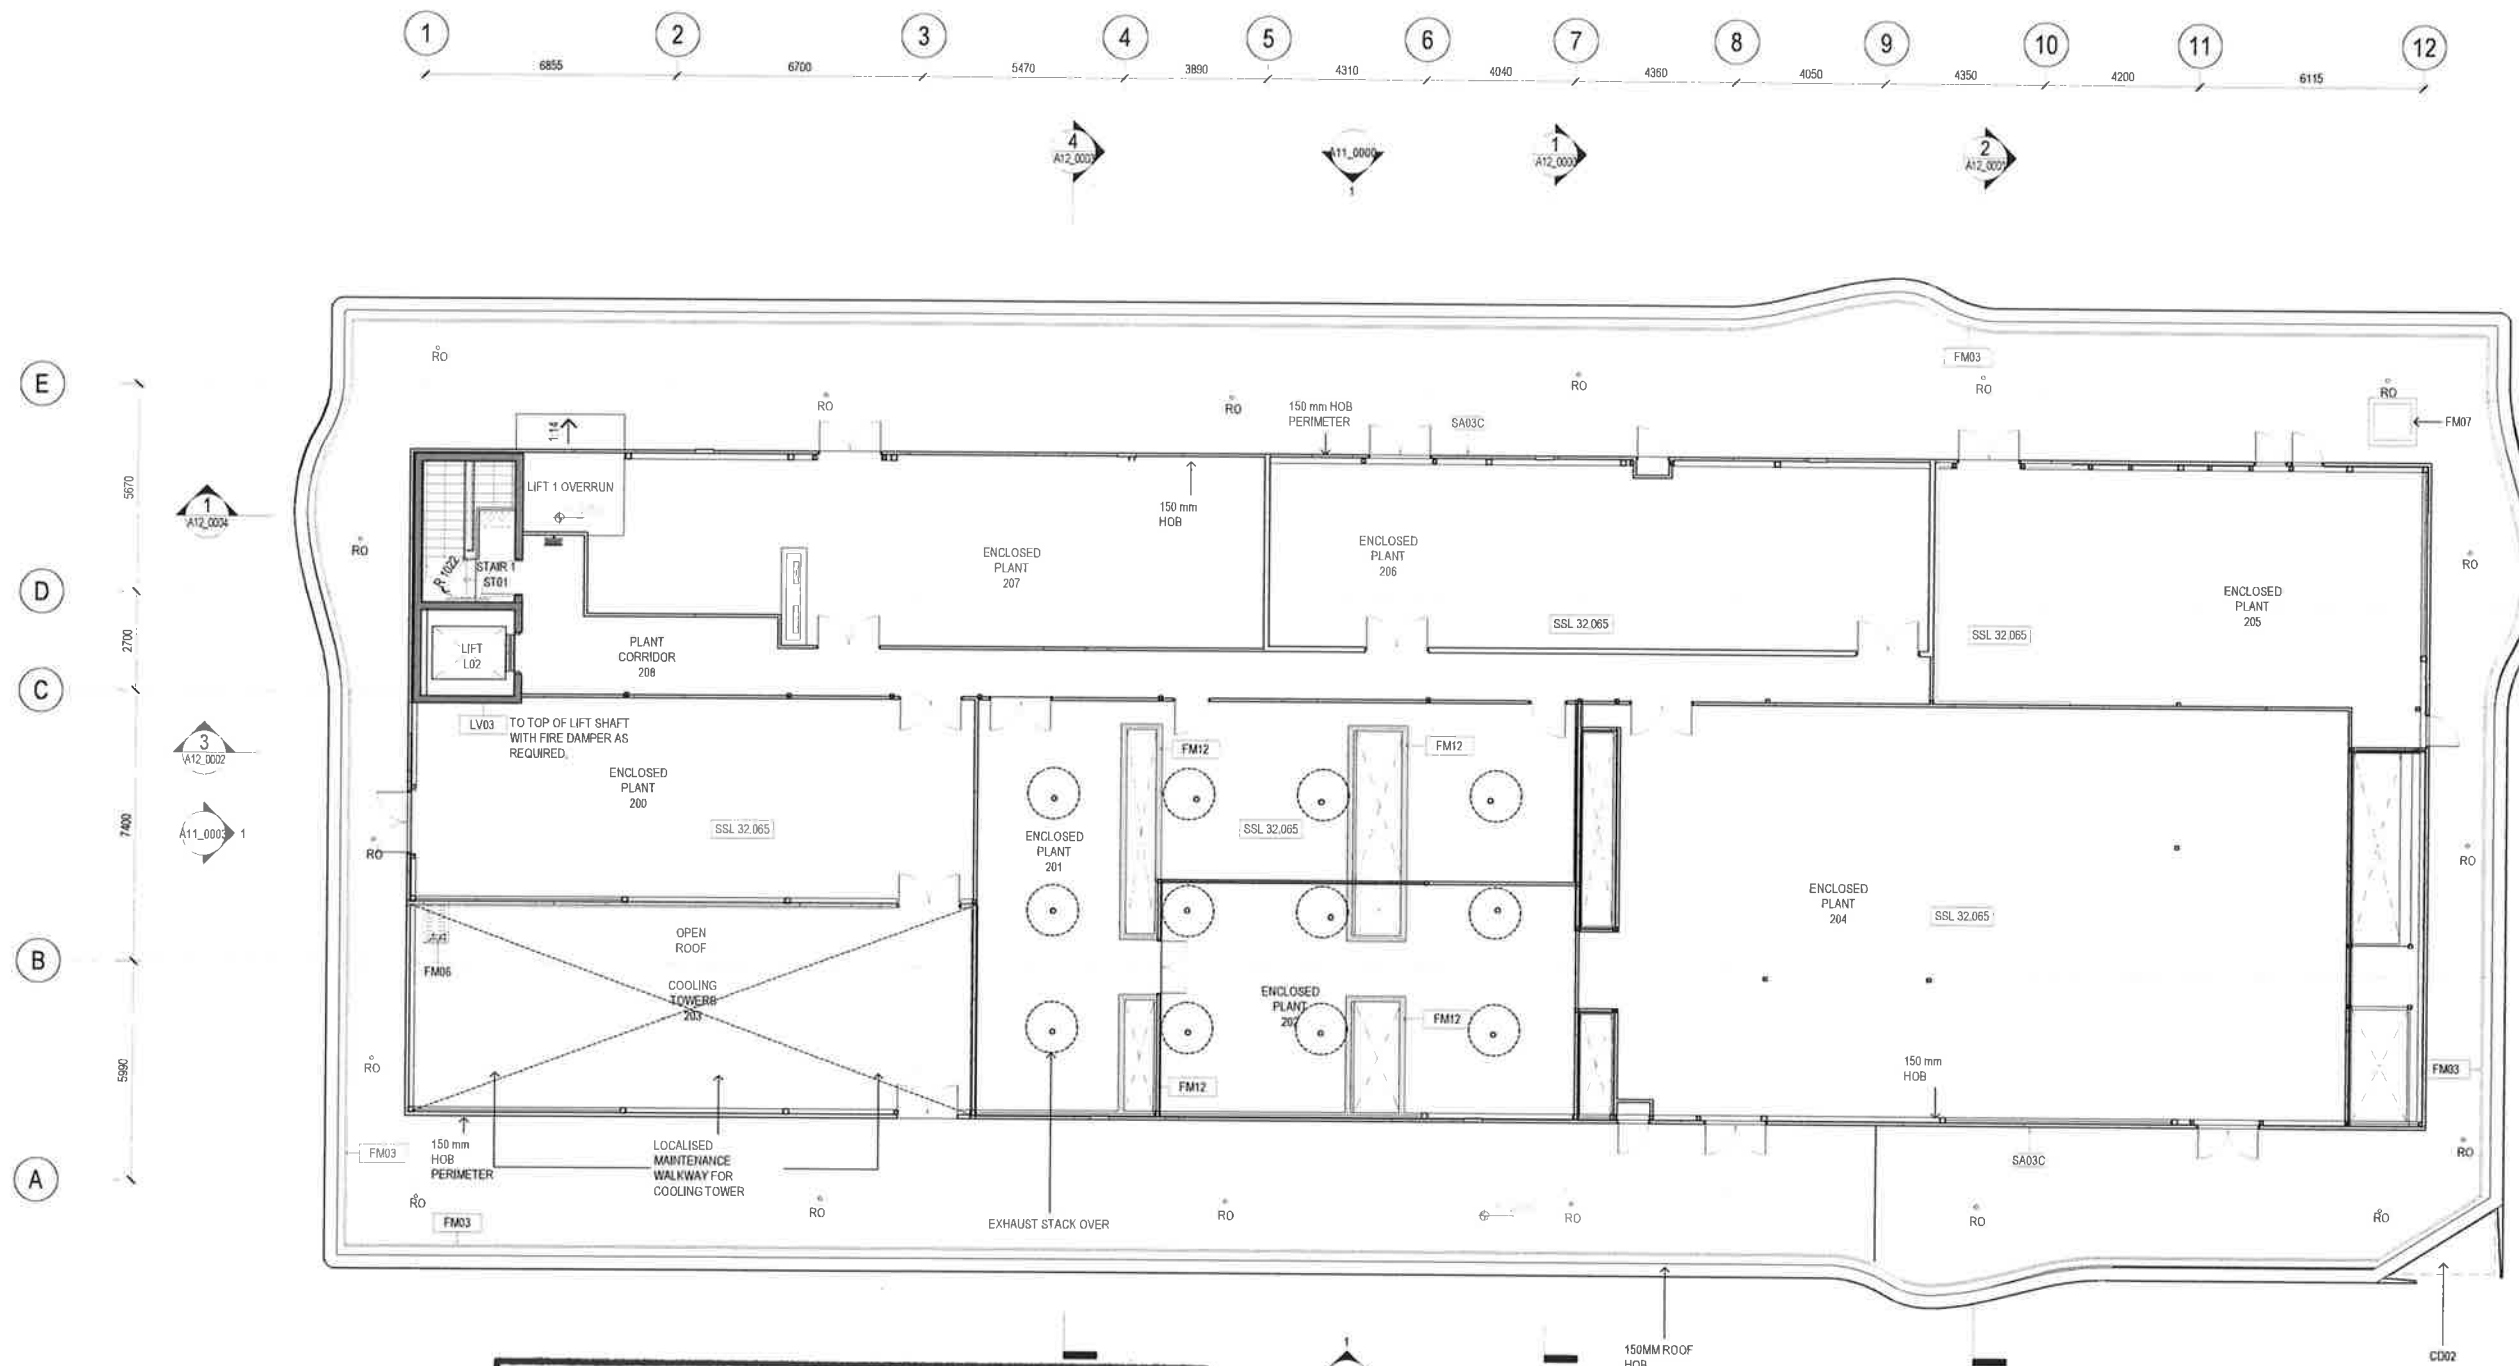 1 2 3 4 5 6 7 8 9 10 11 12
6855 6700 5470 3890 4310 4040 4360 4050 4350 4200 6115
4
A12_0003
A11_0000
1
1
A12_0000
2
A12_0001
RO
FM03
E
RO
RO
RO
RO
RO
RO
FM07
150 mm HOB
PERIMETER
SA03C
1:14
5670
LIFT 1 OVERRUN
1
A12_0004
150 mm
HOB
RO
ENCLOSED
PLANT
207
ENCLOSED
PLANT
206
RO
R 1022
STAIR 1
ST01
D
ENCLOSED
PLANT
205
SSL 32.065
SSL 32.065
2700
LIFT
L02
PLANT
CORRIDOR
208
C
LV03
TO TOP OF LIFT SHAFT
WITH FIRE DAMPER AS
REQUIRED.
3
A12_0002
FM12
FM12
ENCLOSED
PLANT
200
7400
A11_0003
1
SSL 32.065
SSL 32.065
ENCLOSED
PLANT
201
RO
RO
ENCLOSED
PLANT
204
SSL 32.065
OPEN
ROOF
B
FM06
COOLING
TOWERS
203
ENCLOSED
PLANT
202
FM12
5990
RO
FM12
150 mm
HOB
FM03
FM03
150 mm
HOB
PERIMETER
LOCALISED
MAINTENANCE
WALKWAY FOR
COOLING TOWER
SA03C
RO
A
RO
RO
RO
RO
RO
RO
FM03
EXHAUST STACK OVER
1
150MM ROOF
HOB
CD02